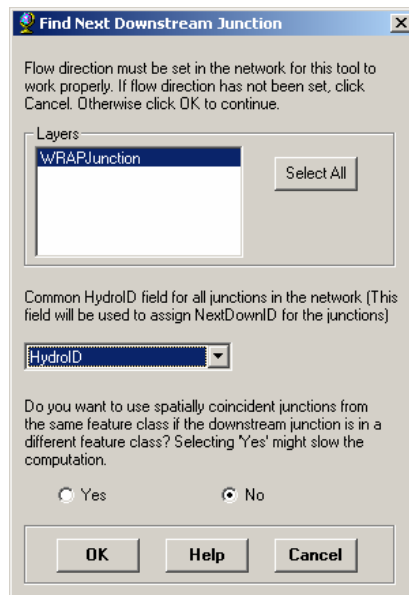 Find Next Downstream Junction
Flow direction must be set in the network for this tool to
work properly. If flow direction has not been set, click
Cancel. Otherwise click OK to continue.
Layers
WRAPJunction
Select All
Common HydroID field for all junctions in the network (This
field will be used to assign NextDownID for the junctions)
HydroID
Do you want to use spatially coincident junctions from
the same feature class if the downstream junction is in a
different feature class? Selecting 'Yes' might slow the
computation.
Yes No
OK Help Cancel